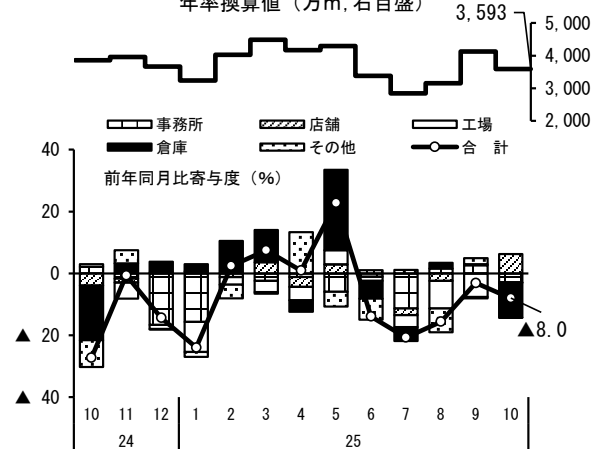 年率換算値（万㎡，右目盛）
3,593
5,000
4,000
3,000
2,000
事務所 店舗 工場
倉庫 その他 合　計
前年同月比寄与度（％）
40
20
0
▲ 20
▲ 40
▲8.0
10 11 12 1 2 3 4 5 6 7 8 9 10
24 25